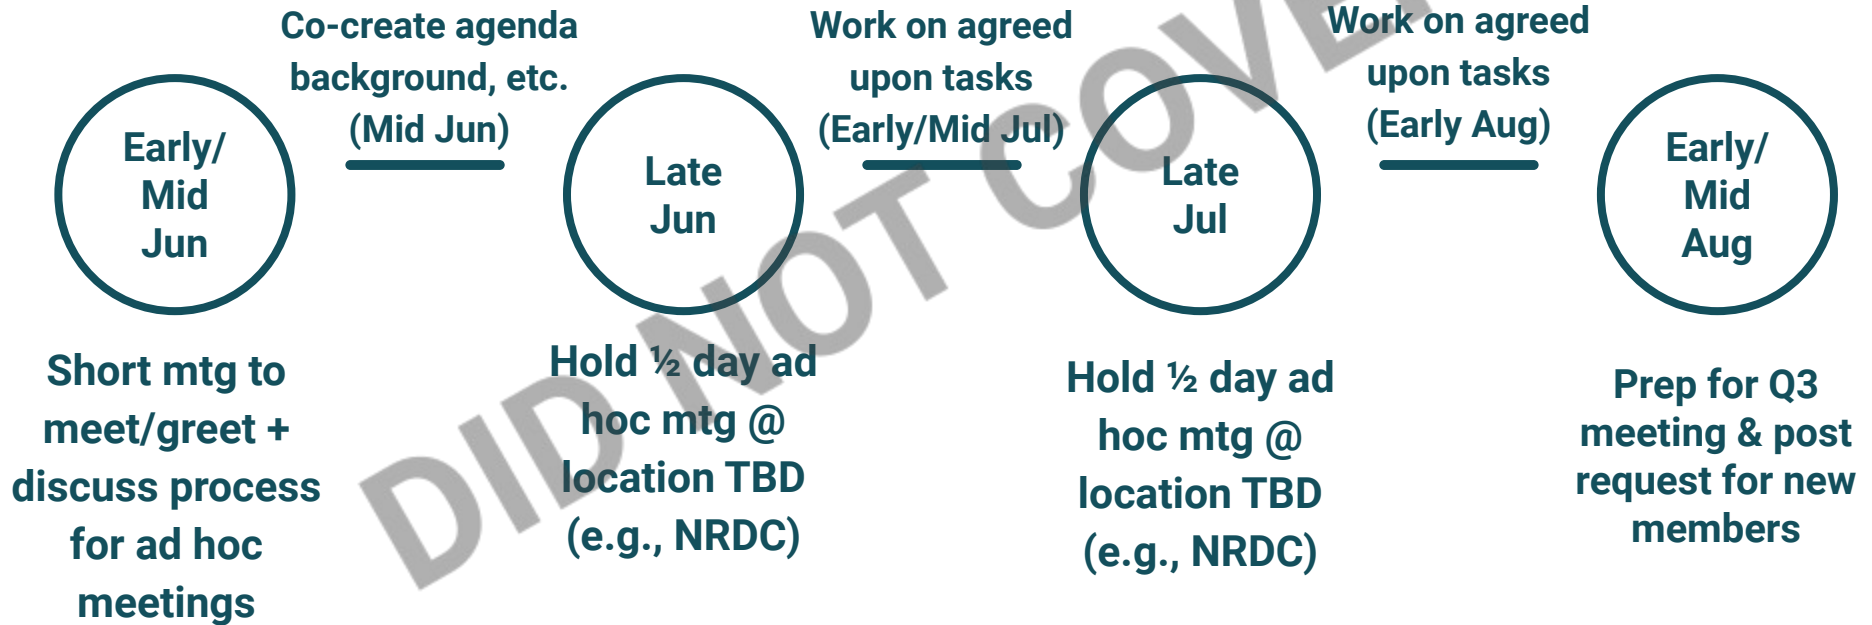 Co-create agenda
background, etc.
(Mid Jun)
Work on agreed
upon tasks
(Early/Mid Jul)
Work on agreed
upon tasks
(Early Aug)
Early/
Mid
Jun
Late
Jun
Late
Jul
Early/
Mid
Aug
Short mtg to
meet/greet +
discuss process
for ad hoc
meetings
Hold ½ day ad
hoc mtg @
location TBD
(e.g., NRDC)
Hold ½ day ad
hoc mtg @
location TBD
(e.g., NRDC)
Prep for Q3
meeting & post
request for new
members
DID NOT COVE